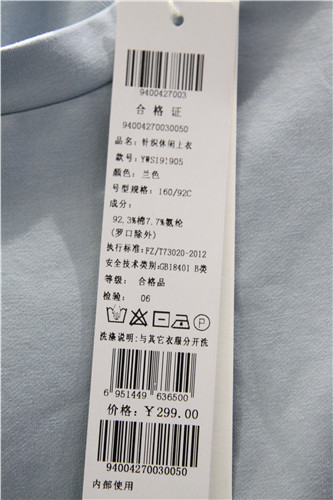 9400427003
合格证
94004270030050
品名：针织休闲上衣
款号：YWS191905
颜色：兰色
号型规格：160/92C
成分：
92.3%棉7.7%氨纶
(罗口除外)
执行标准：FZ/T73020-2012
安全技术类别：GB18401 B类
等级：合格品
检验：06
P
洗涤说明：与其它衣服分开洗
6 951449 636500
价格：￥299.00
94004270030050
内部使用